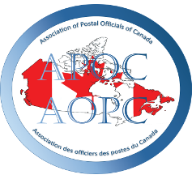 Association of Postal Officials of Canada
APOC
AOPC
Association des officiers des postes du Canada